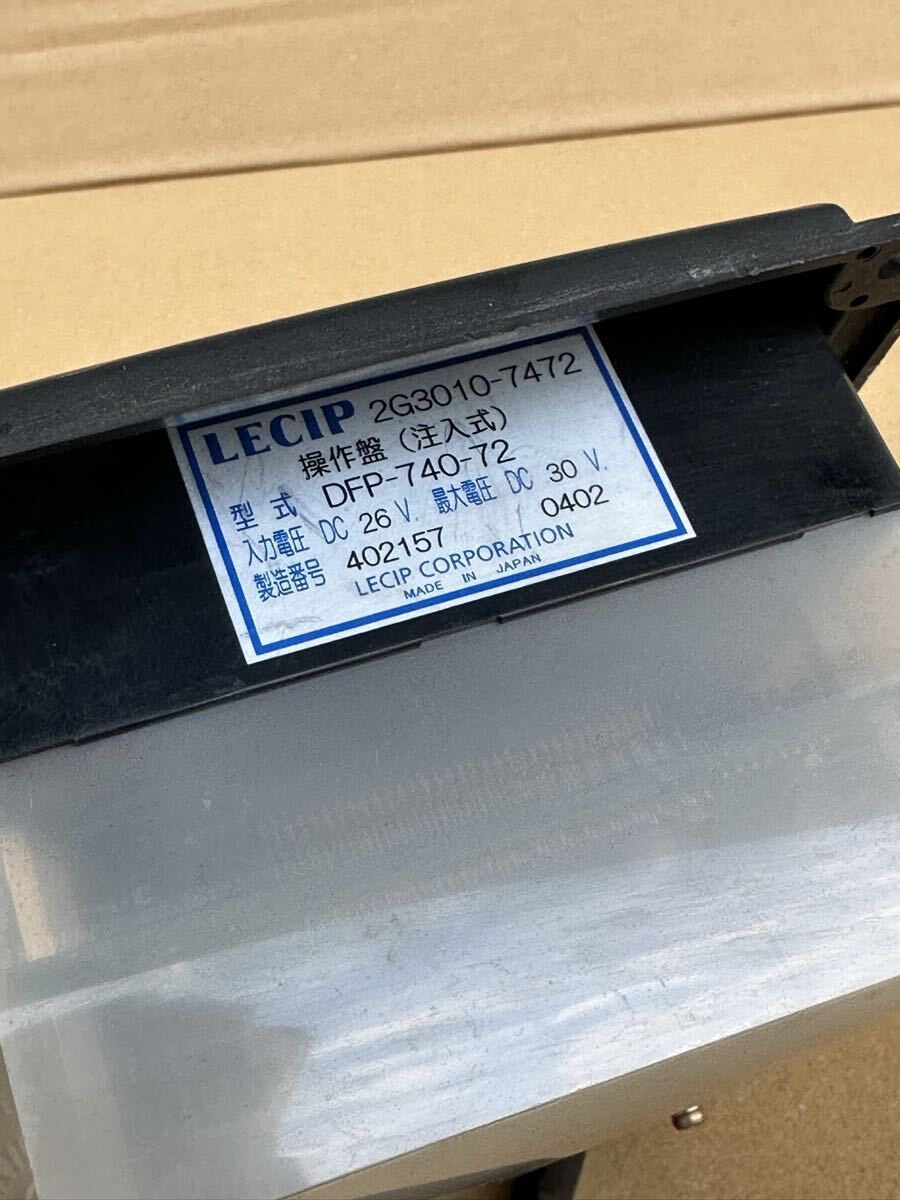 LECIP 2G3010-7472
操作盤 (注入式)
型式 DFP-740-72
入力電圧 DC 26 V. 最大電圧 DC 30 V.
製造番号 402157 0402
LECIP CORPORATION
MADE IN JAPAN